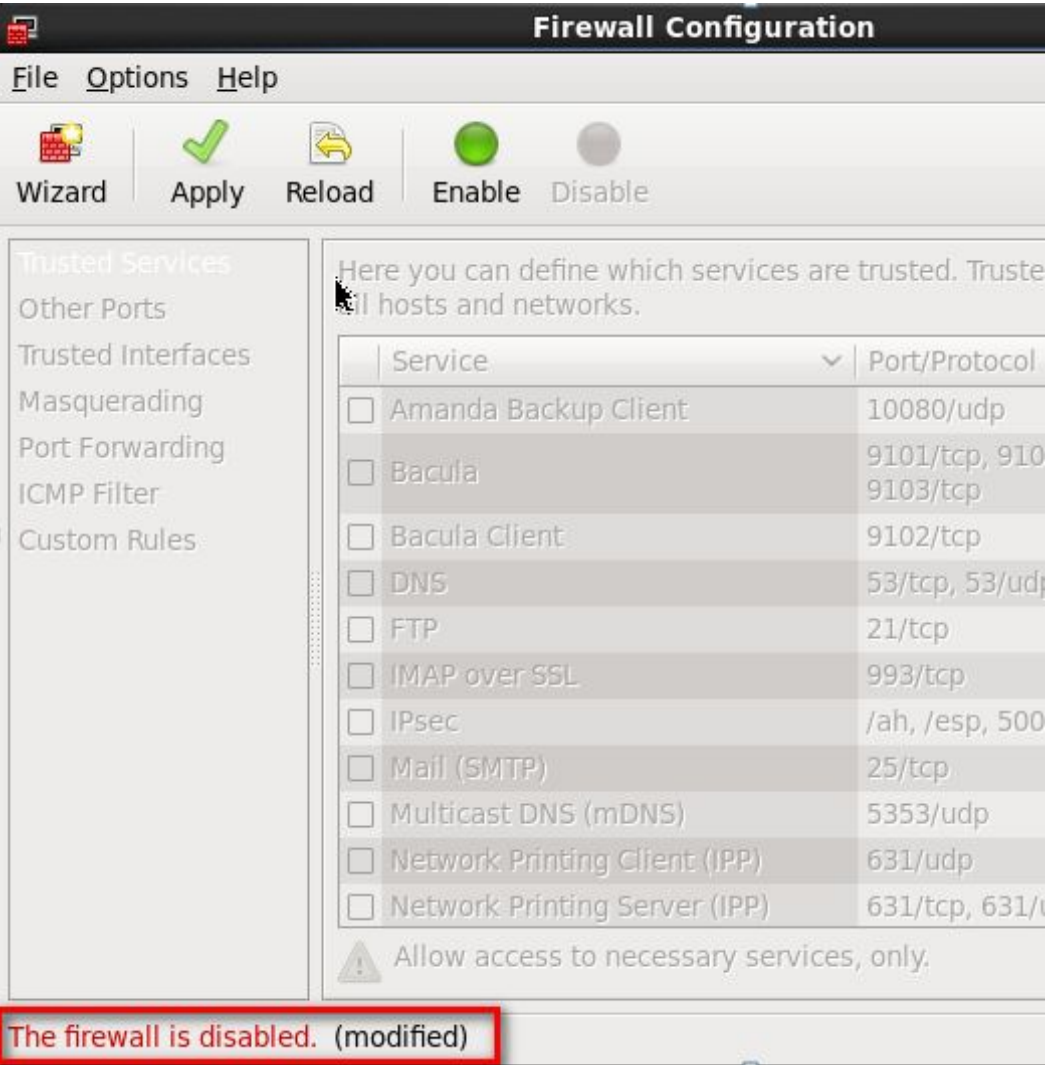 Firewall Configuration
File Options Help
Wizard Apply Reload Enable Disable
Trusted Services
Other Ports
Trusted Interfaces
Masquerading
Port Forwarding
ICMP Filter
Custom Rules
Here you can define which services are trusted. Truste
all hosts and networks.
Service Port/Protocol
Amanda Backup Client 10080/udp
Bacula 9101/tcp, 910
9103/tcp
Bacula Client 9102/tcp
DNS 53/tcp, 53/udp
FTP 21/tcp
IMAP over SSL 993/tcp
IPsec /ah, /esp, 500
Mail (SMTP) 25/tcp
Multicast DNS (mDNS) 5353/udp
Network Printing Client (IPP) 631/udp
Network Printing Server (IPP) 631/tcp, 631/u
Allow access to necessary services, only.
The firewall is disabled. (modified)